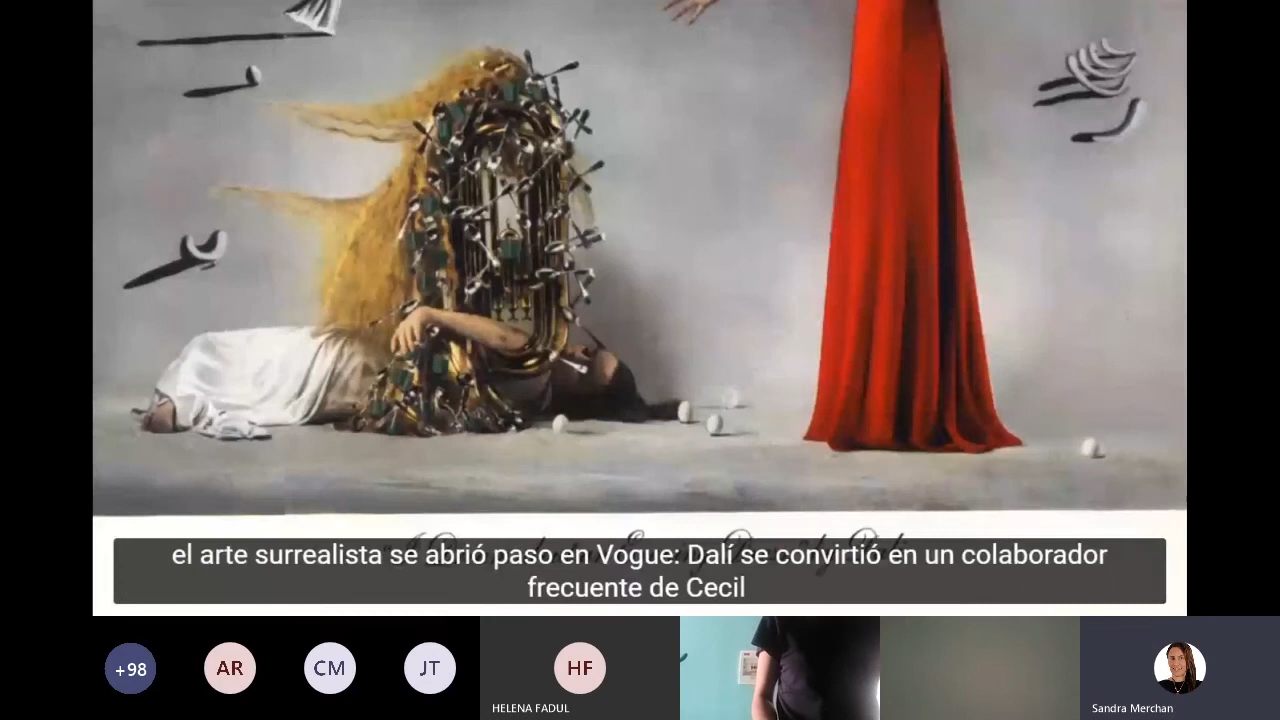 el arte surrealista se abrió paso en Vogue: Dalí se convirtió en un colaborador
frecuente de Cecil
+98
AR
CM
JT
HF
HELENA FADUL
Sandra Merchan